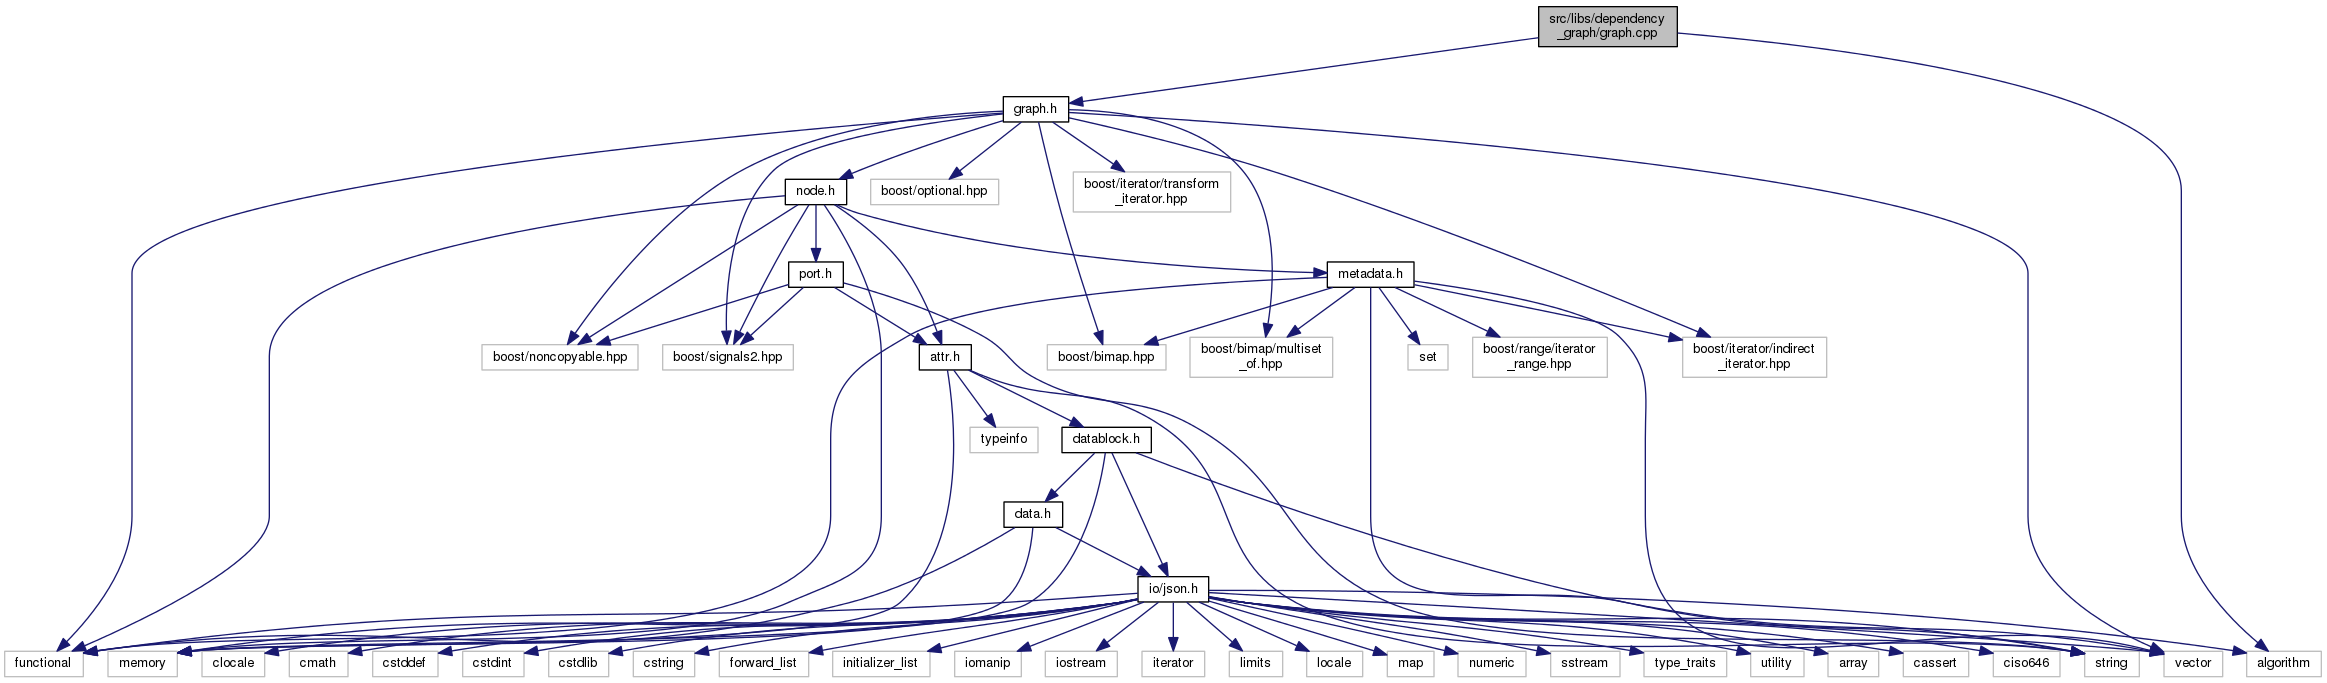 src/libs/dependency
_graph/graph.cpp
graph.h
node.h
boost/optional.hpp
boost/iterator/transform
_iterator.hpp
port.h
metadata.h
boost/noncopyable.hpp
boost/signals2.hpp
attr.h
boost/bimap.hpp
boost/bimap/multiset
_of.hpp
set
boost/range/iterator
_range.hpp
boost/iterator/indirect
_iterator.hpp
typeinfo
datablock.h
data.h
io/json.h
functional
memory
clocale
cmath
cstddef
cstdint
cstdlib
cstring
forward_list
initializer_list
iomanip
iostream
iterator
limits
locale
map
numeric
sstream
type_traits
utility
array
cassert
ciso646
string
vector
algorithm